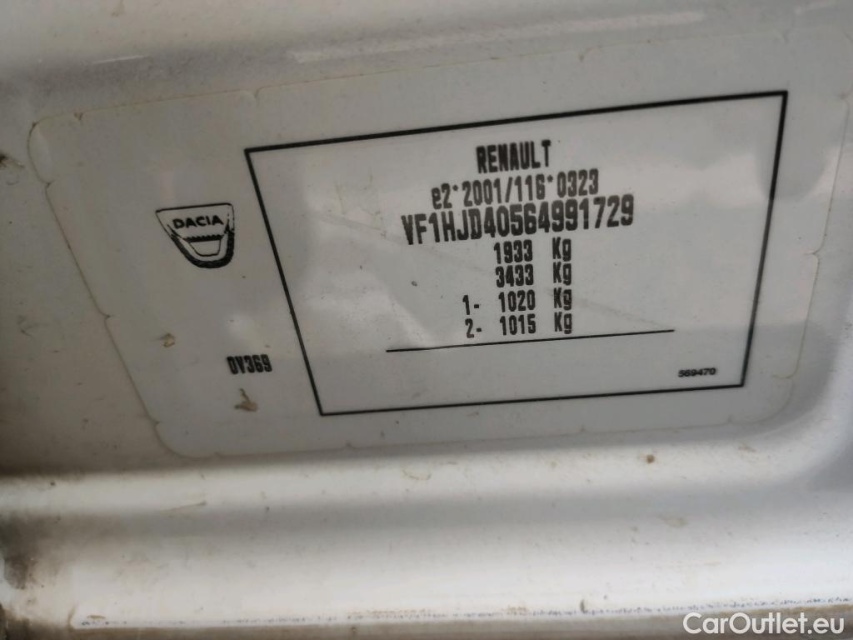 RENAULT
e2*2001/116*0323
VF1HJD40564991729
1933 Kg
3433 Kg
1- 1020 Kg
2- 1015 Kg
DACIA
0V369
569470
CarOutlet.eu